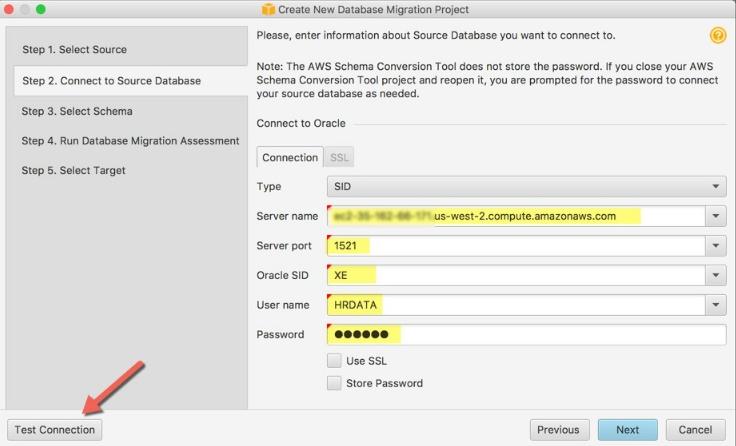 Create New Database Migration Project
Step 1. Select Source
Step 2. Connect to Source Database
Step 3. Select Schema
Step 4. Run Database Migration Assessment
Step 5. Select Target
Please, enter information about Source Database you want to connect to.
?
Note: The AWS Schema Conversion Tool does not store the password. If you close your AWS
Schema Conversion Tool project and reopen it, you are prompted for the password to connect
your source database as needed.
Connect to Oracle
Connection SSL
Type SID
Server name us-west-2.compute.amazonaws.com
Server port 1521
Oracle SID XE
User name HRDATA
Password ●●●●●●
Use SSL
Store Password
Test Connection Previous Next Cancel